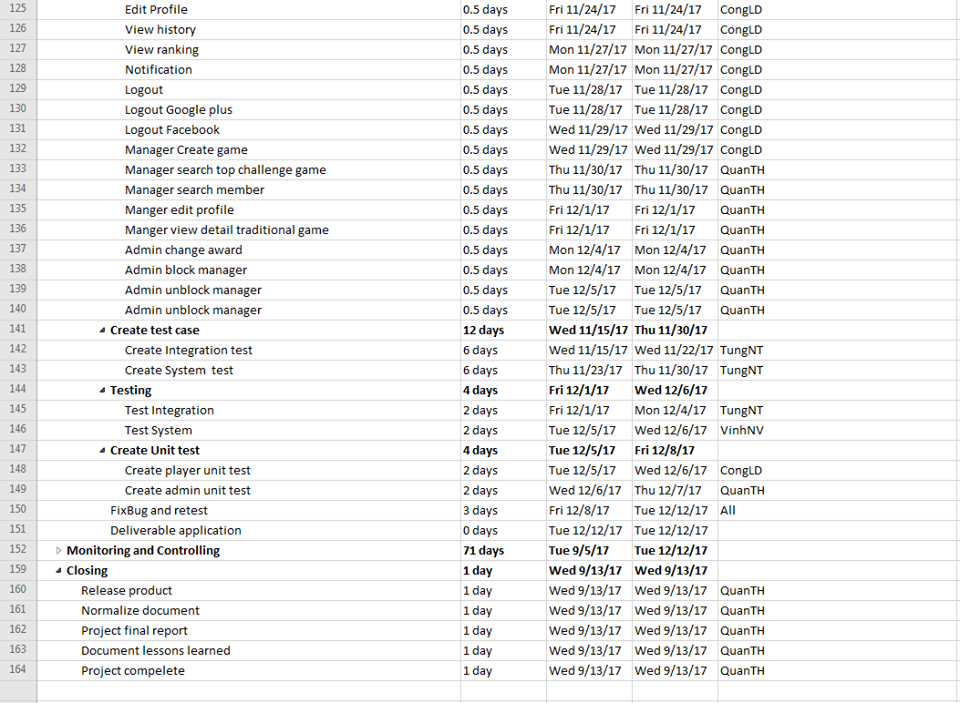 125 Edit Profile 0.5 days Fri 11/24/17 Fri 11/24/17 CongLD
126 View history 0.5 days Fri 11/24/17 Fri 11/24/17 CongLD
127 View ranking 0.5 days Mon 11/27/17 Mon 11/27/17 CongLD
128 Notification 0.5 days Mon 11/27/17 Mon 11/27/17 CongLD
129 Logout 0.5 days Tue 11/28/17 Tue 11/28/17 CongLD
130 Logout Google plus 0.5 days Tue 11/28/17 Tue 11/28/17 CongLD
131 Logout Facebook 0.5 days Wed 11/29/17 Wed 11/29/17 CongLD
132 Manager Create game 0.5 days Wed 11/29/17 Wed 11/29/17 CongLD
133 Manager search top challenge game 0.5 days Thu 11/30/17 Thu 11/30/17 QuanTH
134 Manager search member 0.5 days Thu 11/30/17 Thu 11/30/17 QuanTH
135 Manger edit profile 0.5 days Fri 12/1/17 Fri 12/1/17 QuanTH
136 Manger view detail traditional game 0.5 days Fri 12/1/17 Fri 12/1/17 QuanTH
137 Admin change award 0.5 days Mon 12/4/17 Mon 12/4/17 QuanTH
138 Admin block manager 0.5 days Mon 12/4/17 Mon 12/4/17 QuanTH
139 Admin unblock manager 0.5 days Tue 12/5/17 Tue 12/5/17 QuanTH
140 Admin unblock manager 0.5 days Tue 12/5/17 Tue 12/5/17 QuanTH
141 Create test case 12 days Wed 11/15/17 Thu 11/30/17
142 Create Integration test 6 days Wed 11/15/17 Wed 11/22/17 TungNT
143 Create System test 6 days Thu 11/23/17 Thu 11/30/17 TungNT
144 Testing 4 days Fri 12/1/17 Wed 12/6/17
145 Test Integration 2 days Fri 12/1/17 Mon 12/4/17 TungNT
146 Test System 2 days Tue 12/5/17 Wed 12/6/17 VinhNV
147 Create Unit test 4 days Tue 12/5/17 Fri 12/8/17
148 Create player unit test 2 days Tue 12/5/17 Wed 12/6/17 CongLD
149 Create admin unit test 2 days Wed 12/6/17 Thu 12/7/17 QuanTH
150 FixBug and retest 3 days Fri 12/8/17 Tue 12/12/17 All
151 Deliverable application 0 days Tue 12/12/17 Tue 12/12/17
152 Monitoring and Controlling 71 days Tue 9/5/17 Tue 12/12/17
159 Closing 1 day Wed 9/13/17 Wed 9/13/17
160 Release product 1 day Wed 9/13/17 Wed 9/13/17 QuanTH
161 Normalize document 1 day Wed 9/13/17 Wed 9/13/17 QuanTH
162 Project final report 1 day Wed 9/13/17 Wed 9/13/17 QuanTH
163 Document lessons learned 1 day Wed 9/13/17 Wed 9/13/17 QuanTH
164 Project compelete 1 day Wed 9/13/17 Wed 9/13/17 QuanTH